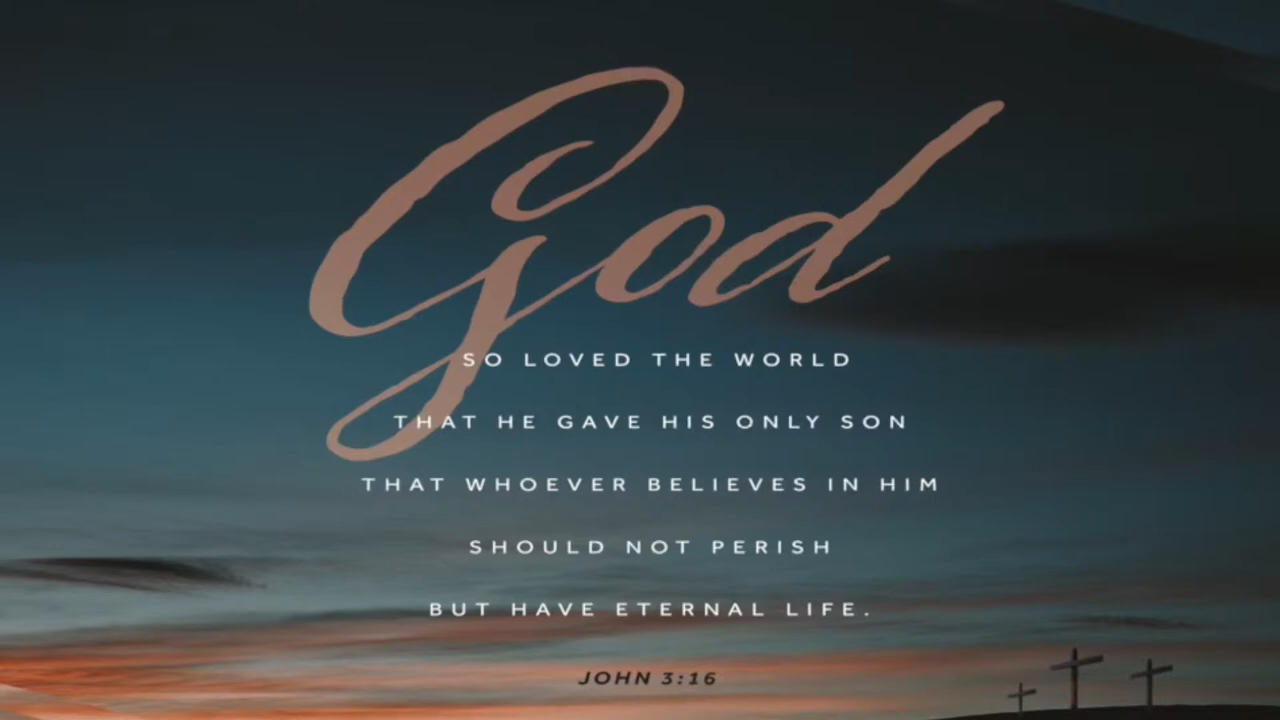 God
SO LOVED THE WORLD
THAT HE GAVE HIS ONLY SON
THAT WHOEVER BELIEVES IN HIM
SHOULD NOT PERISH
BUT HAVE ETERNAL LIFE.
JOHN 3:16